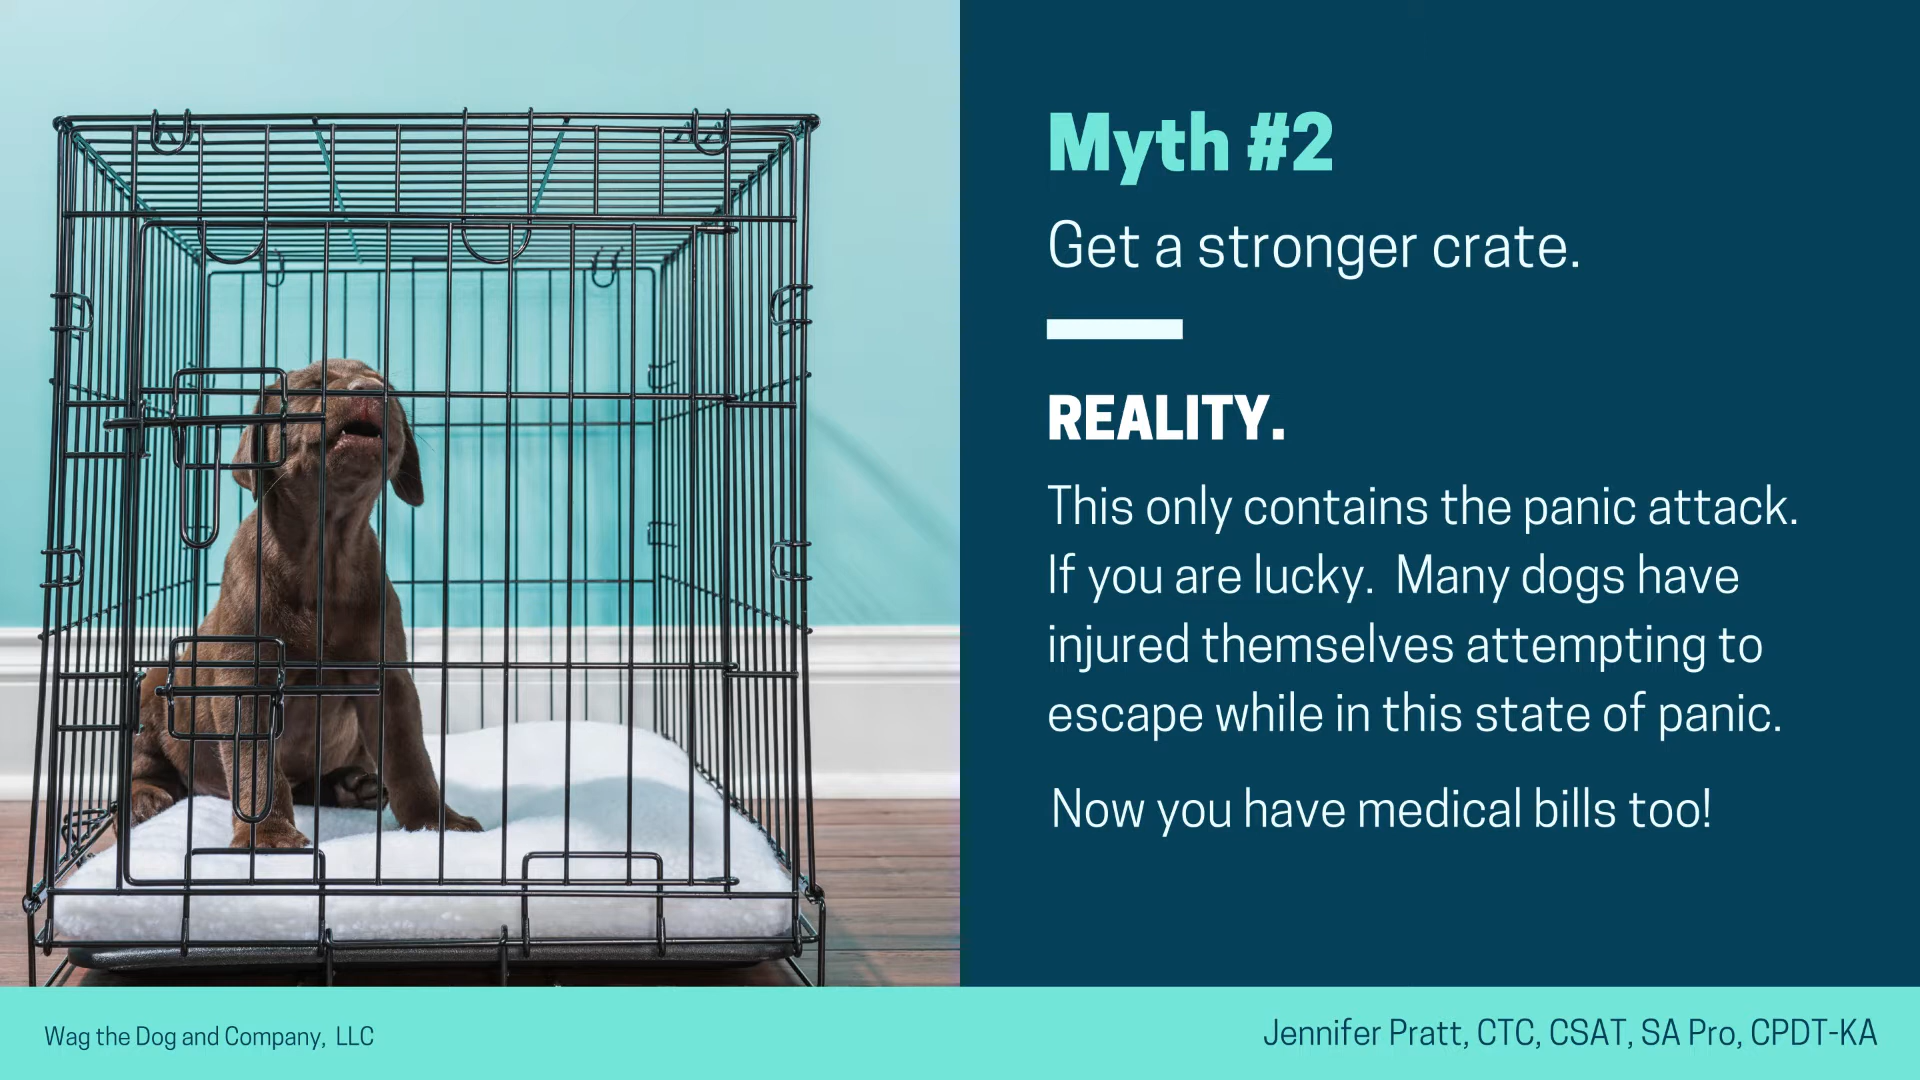 Myth #2
Get a stronger crate.
REALITY.
This only contains the panic attack.
If you are lucky.  Many dogs have
injured themselves attempting to
escape while in this state of panic.
Now you have medical bills too!
Wag the Dog and Company,  LLC
Jennifer Pratt, CTC, CSAT, SA Pro, CPDT-KA